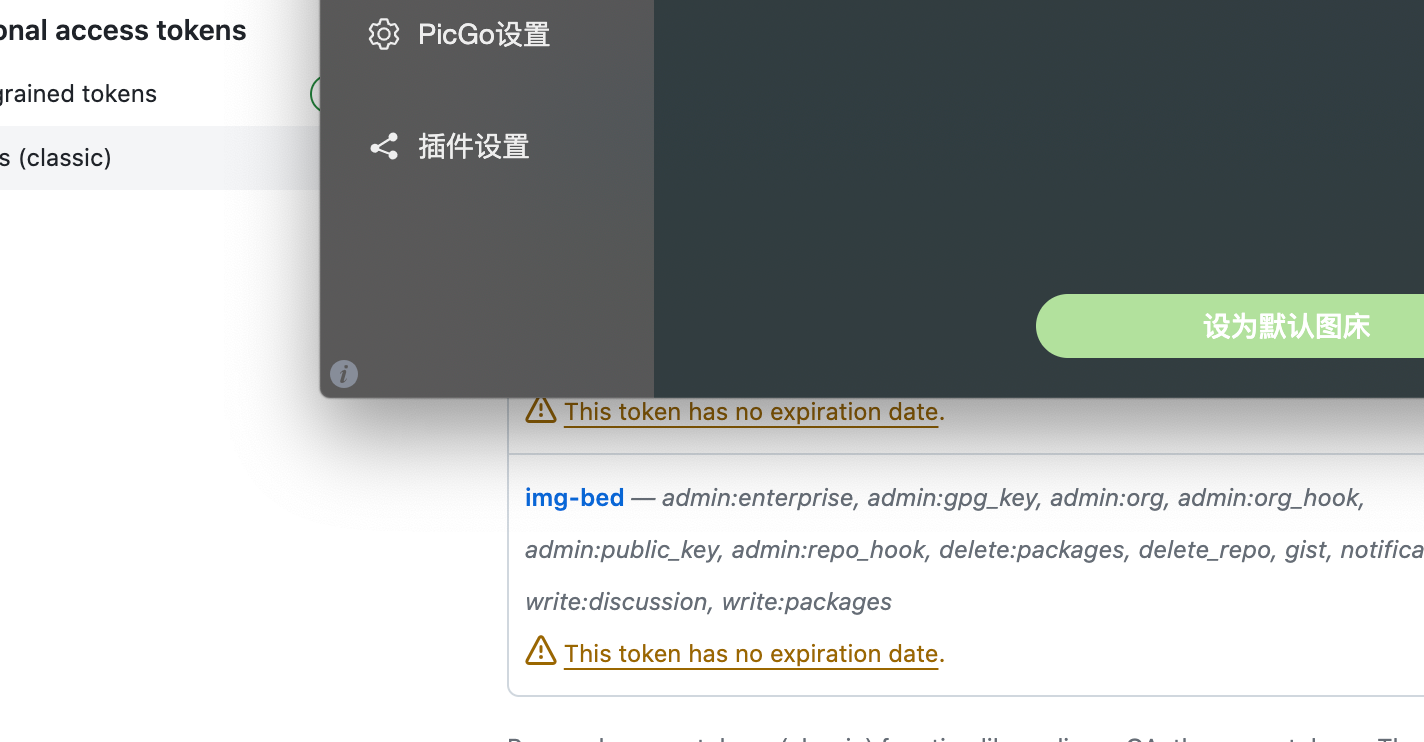 onal access tokens
grained tokens
s (classic)
PicGo设置
插件设置
设为默认图床
This token has no expiration date.
img-bed — admin:enterprise, admin:gpg_key, admin:org, admin:org_hook,
admin:public_key, admin:repo_hook, delete:packages, delete_repo, gist, notifica
write:discussion, write:packages
This token has no expiration date.